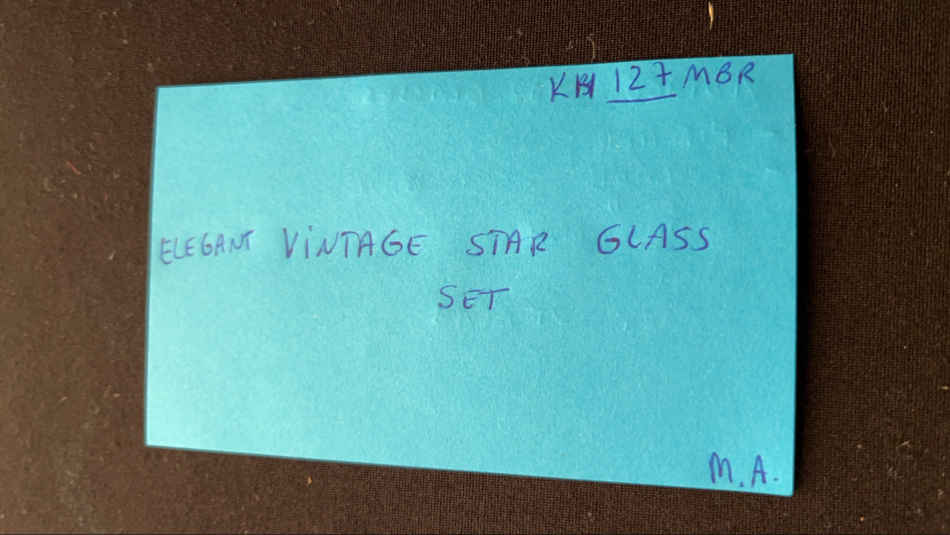 127 MBR
ELEGANT VINTAGE STAR GLASS
SET
M.A.